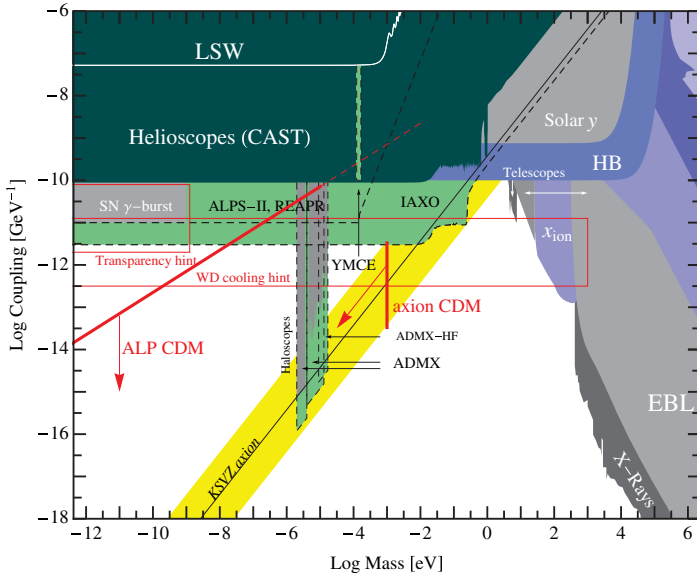 −6
−8
−10
−12
−14
−16
−18
Log Coupling [GeV⁻¹]
LSW
Helioscopes (CAST)
Solar γ
HB
Telescopes
SN γ−burst
ALPS−II, REAPR
IAXO
x_ion
YMCE
Transparency hint
WD cooling hint
axion CDM
ALP CDM
Haloscopes
ADMX−HF
ADMX
EBL
X−Rays
KSVZ axion
−12 −10 −8 −6 −4 −2 0 2 4 6
Log Mass [eV]